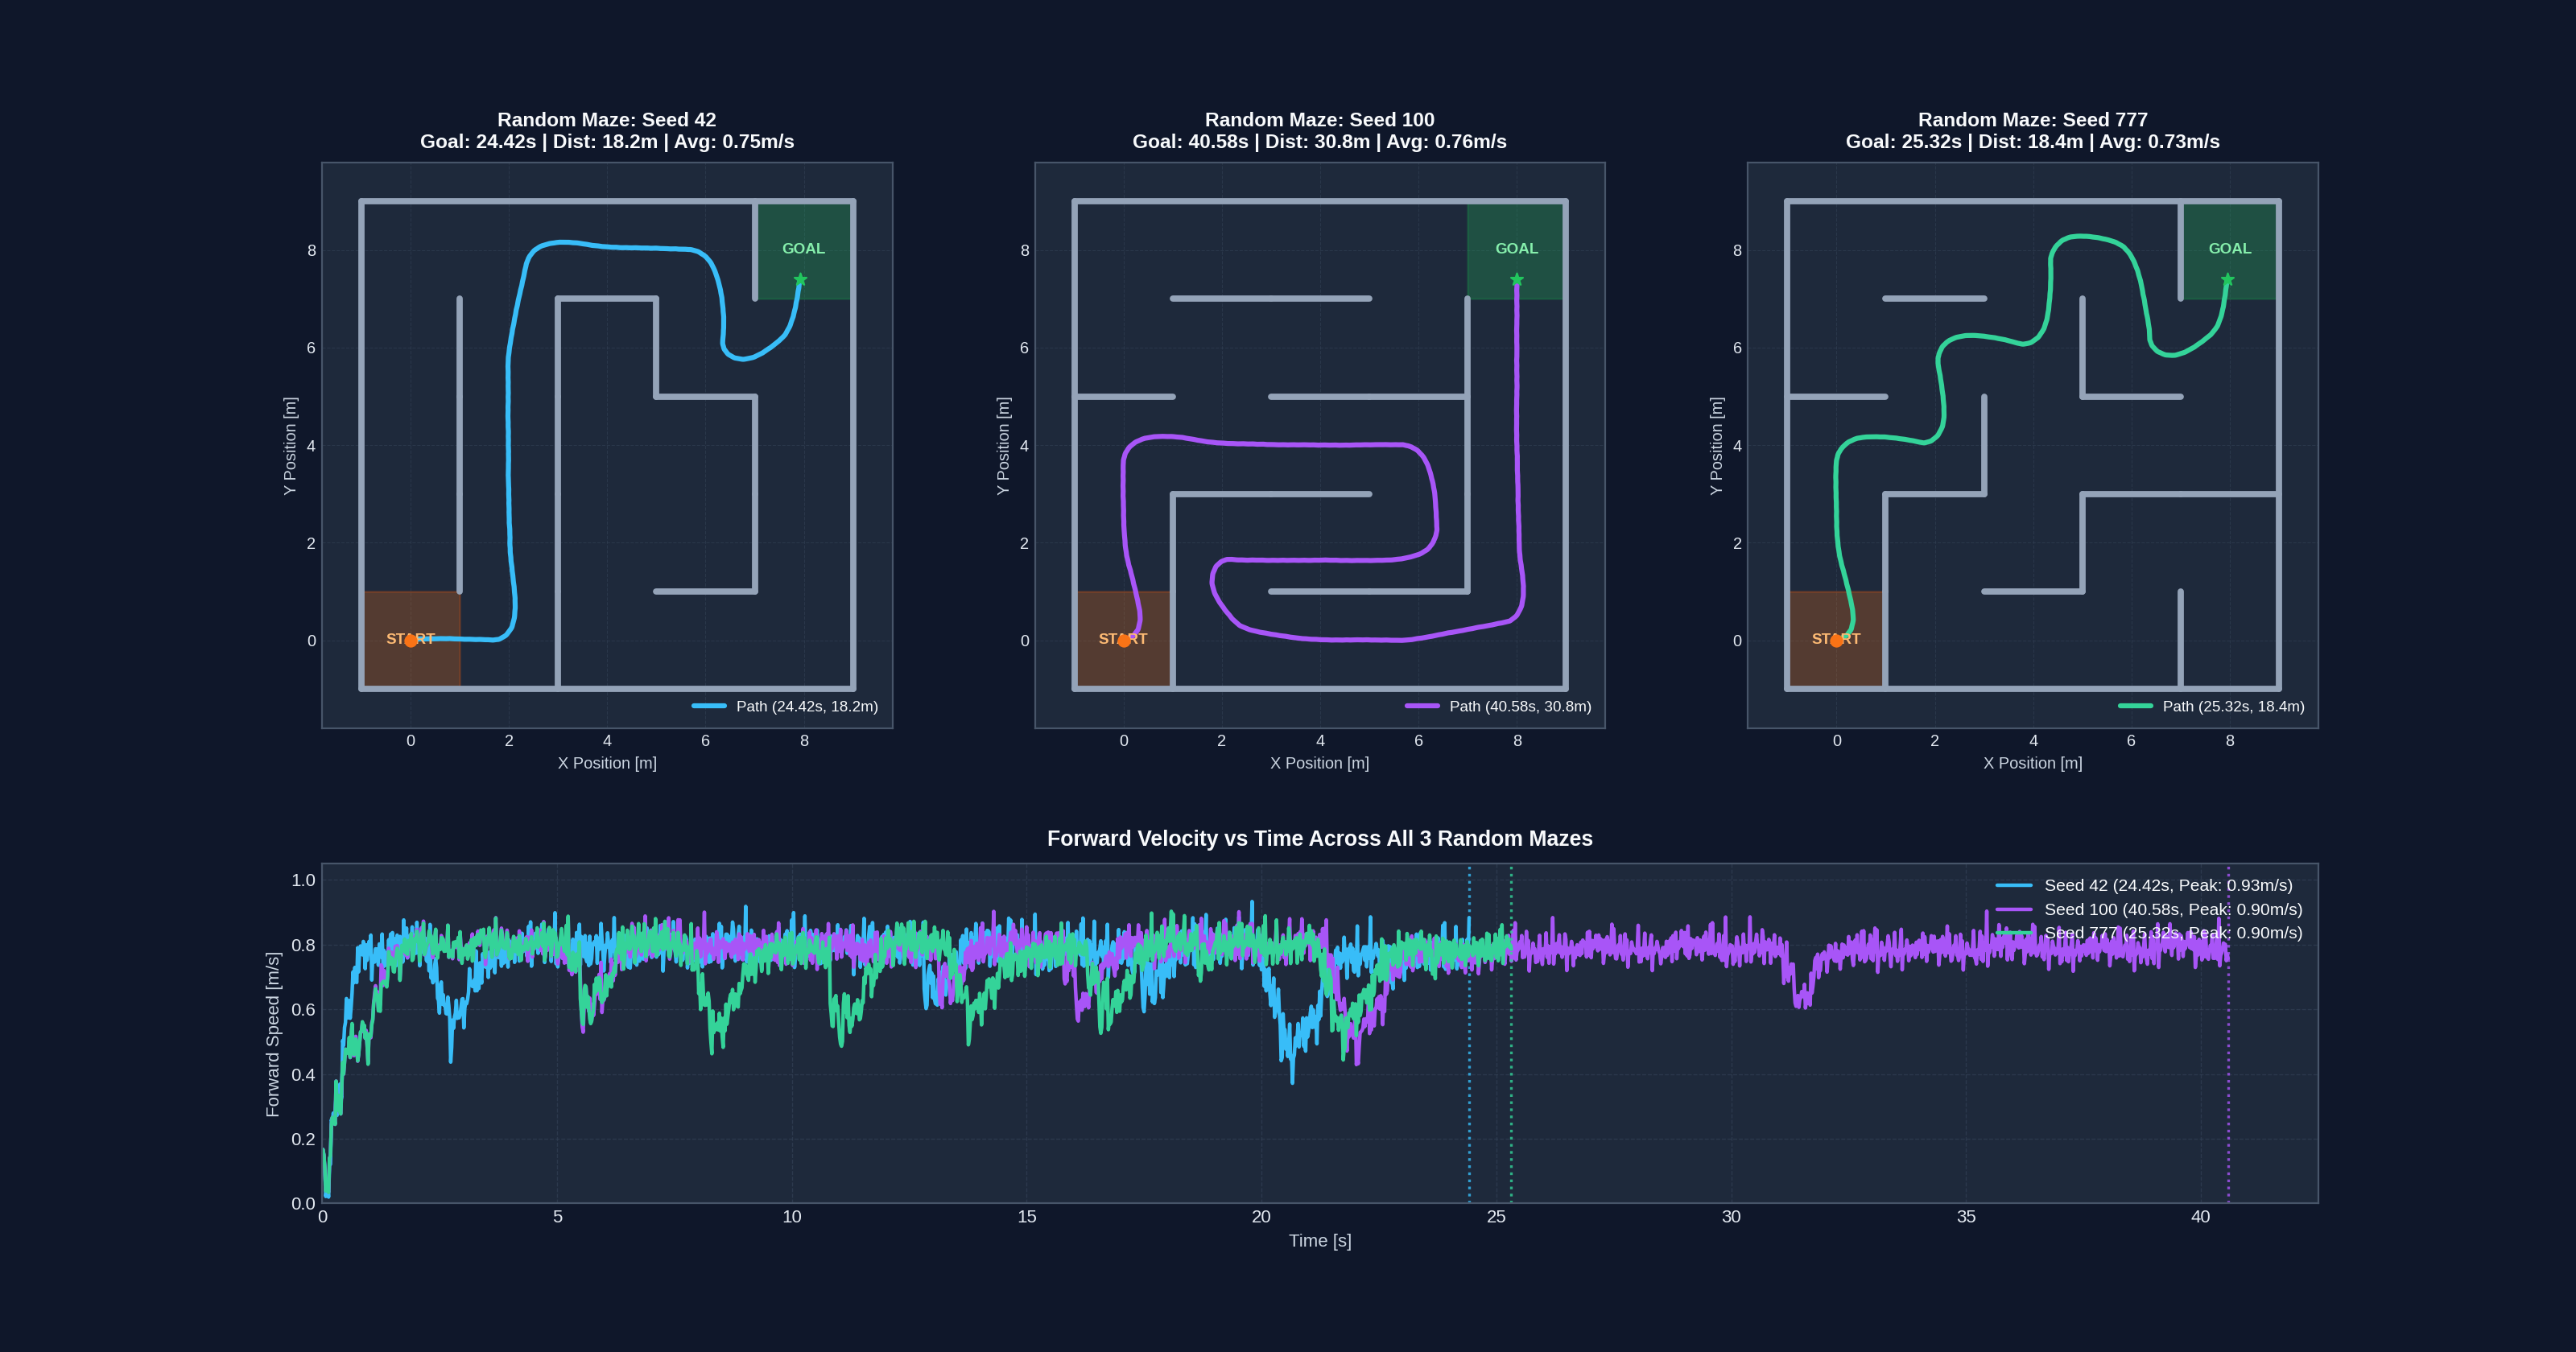 Random Maze: Seed 42
Goal: 24.42s | Dist: 18.2m | Avg: 0.75m/s
Y Position [m]
8
6
4
2
0
GOAL
START
Path (24.42s, 18.2m)
0 2 4 6 8
X Position [m]
Random Maze: Seed 100
Goal: 40.58s | Dist: 30.8m | Avg: 0.76m/s
Y Position [m]
8
6
4
2
0
GOAL
START
Path (40.58s, 30.8m)
0 2 4 6 8
X Position [m]
Random Maze: Seed 777
Goal: 25.32s | Dist: 18.4m | Avg: 0.73m/s
Y Position [m]
8
6
4
2
0
GOAL
START
Path (25.32s, 18.4m)
0 2 4 6 8
X Position [m]
Forward Velocity vs Time Across All 3 Random Mazes
Forward Speed [m/s]
1.0
0.8
0.6
0.4
0.2
0.0
Seed 42 (24.42s, Peak: 0.93m/s)
Seed 100 (40.58s, Peak: 0.90m/s)
Seed 777 (25.32s, Peak: 0.90m/s)
0 5 10 15 20 25 30 35 40
Time [s]